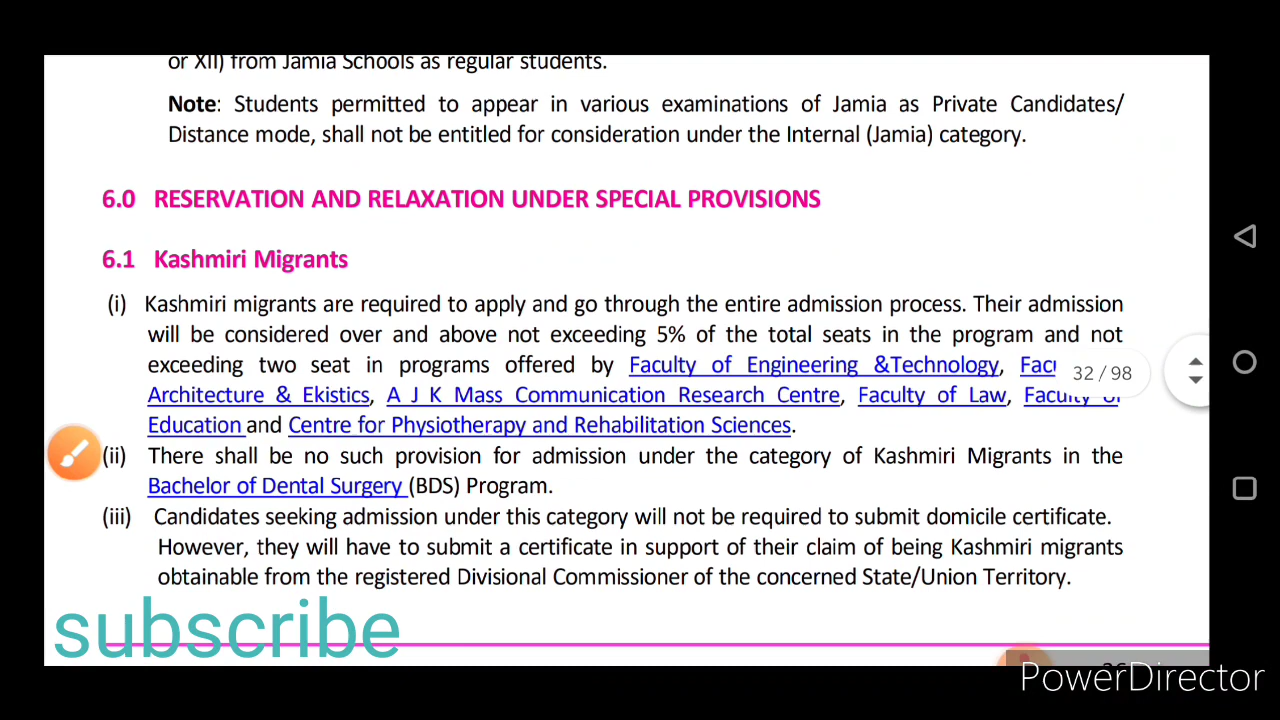 or XII) from Jamia Schools as regular students.
Note: Students permitted to appear in various examinations of Jamia as Private Candidates/
Distance mode, shall not be entitled for consideration under the Internal (Jamia) category.
6.0 RESERVATION AND RELAXATION UNDER SPECIAL PROVISIONS
6.1 Kashmiri Migrants
(i) Kashmiri migrants are required to apply and go through the entire admission process. Their admission
will be considered over and above not exceeding 5% of the total seats in the program and not
exceeding two seat in programs offered by Faculty of Engineering &Technology,
32 / 98
Architecture & Ekistics, A J K Mass Communication Research Centre, Faculty of Law, Faculty of
Education and Centre for Physiotherapy and Rehabilitation Sciences.
(ii) There shall be no such provision for admission under the category of Kashmiri Migrants in the
Bachelor of Dental Surgery (BDS) Program.
(iii) Candidates seeking admission under this category will not be required to submit domicile certificate.
However, they will have to submit a certificate in support of their claim of being Kashmiri migrants
obtainable from the registered Divisional Commissioner of the concerned State/Union Territory.
subscribe
PowerDirector